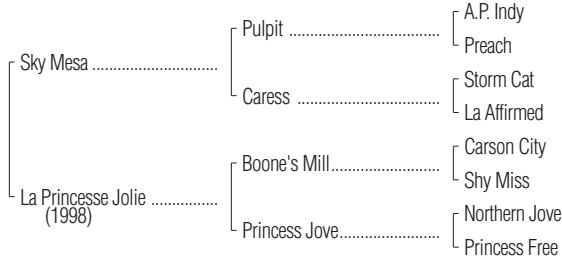 A.P. Indy
Pulpit ................................
Preach
Sky Mesa ...........................
Storm Cat
Caress ..............................
La Affirmed
Carson City
Boone's Mill.......................
Shy Miss
La Princesse Jolie ..............
(1998)
Northern Jove
Princess Jove.....................
Princess Free